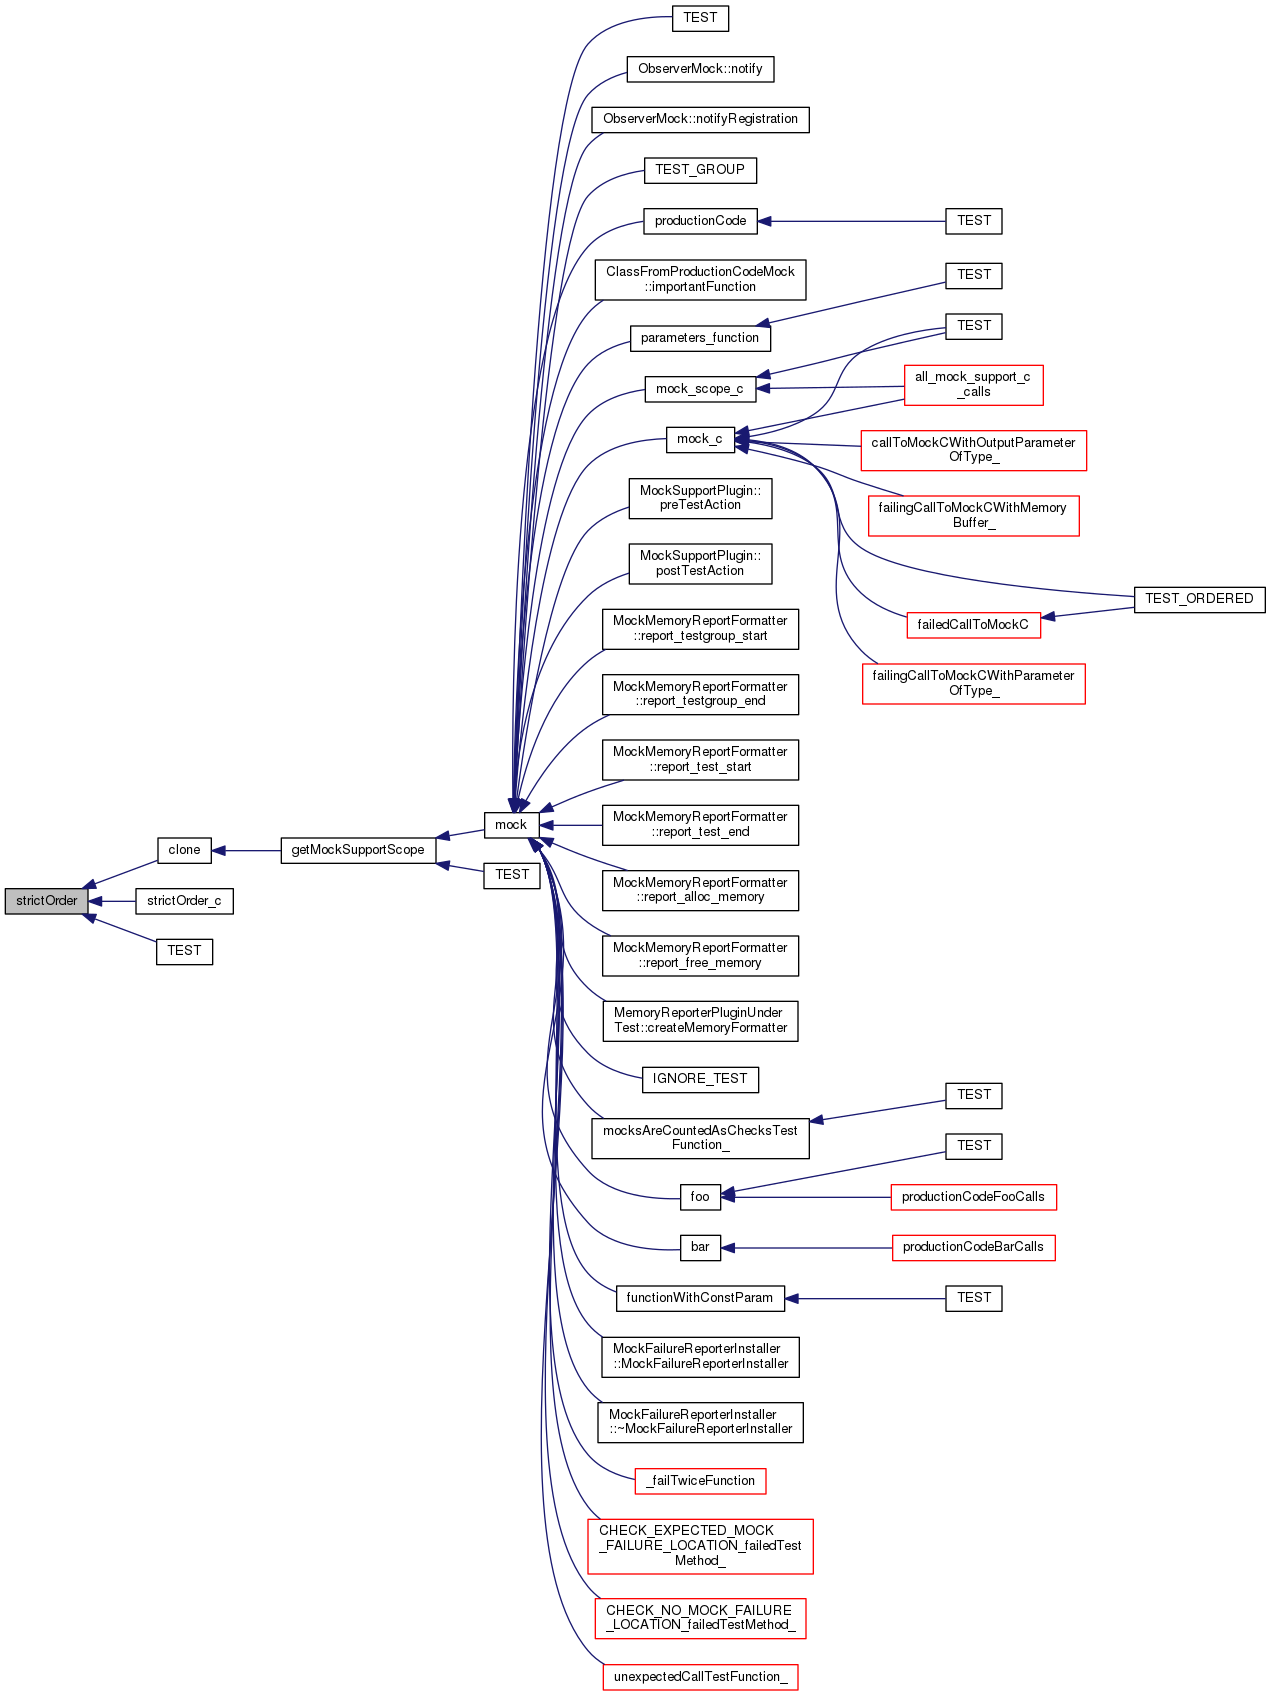 TEST
ObserverMock::notify
ObserverMock::notifyRegistration
TEST_GROUP
productionCode
TEST
ClassFromProductionCodeMock
::importantFunction
TEST
parameters_function
TEST
mock_scope_c
all_mock_support_c
_calls
mock_c
callToMockCWithOutputParameter
OfType_
MockSupportPlugin::
preTestAction
failingCallToMockCWithMemory
Buffer_
MockSupportPlugin::
postTestAction
TEST_ORDERED
MockMemoryReportFormatter
::report_testgroup_start
failedCallToMockC
MockMemoryReportFormatter
::report_testgroup_end
failingCallToMockCWithParameter
OfType_
MockMemoryReportFormatter
::report_test_start
mock
MockMemoryReportFormatter
::report_test_end
clone
getMockSupportScope
TEST
MockMemoryReportFormatter
::report_alloc_memory
strictOrder
strictOrder_c
TEST
MockMemoryReportFormatter
::report_free_memory
MemoryReporterPluginUnder
Test::createMemoryFormatter
IGNORE_TEST
TEST
mocksAreCountedAsChecksTest
Function_
TEST
foo
productionCodeFooCalls
bar
productionCodeBarCalls
functionWithConstParam
TEST
MockFailureReporterInstaller
::MockFailureReporterInstaller
MockFailureReporterInstaller
::~MockFailureReporterInstaller
_failTwiceFunction
CHECK_EXPECTED_MOCK
_FAILURE_LOCATION_failedTest
Method_
CHECK_NO_MOCK_FAILURE
_LOCATION_failedTestMethod_
unexpectedCallTestFunction_